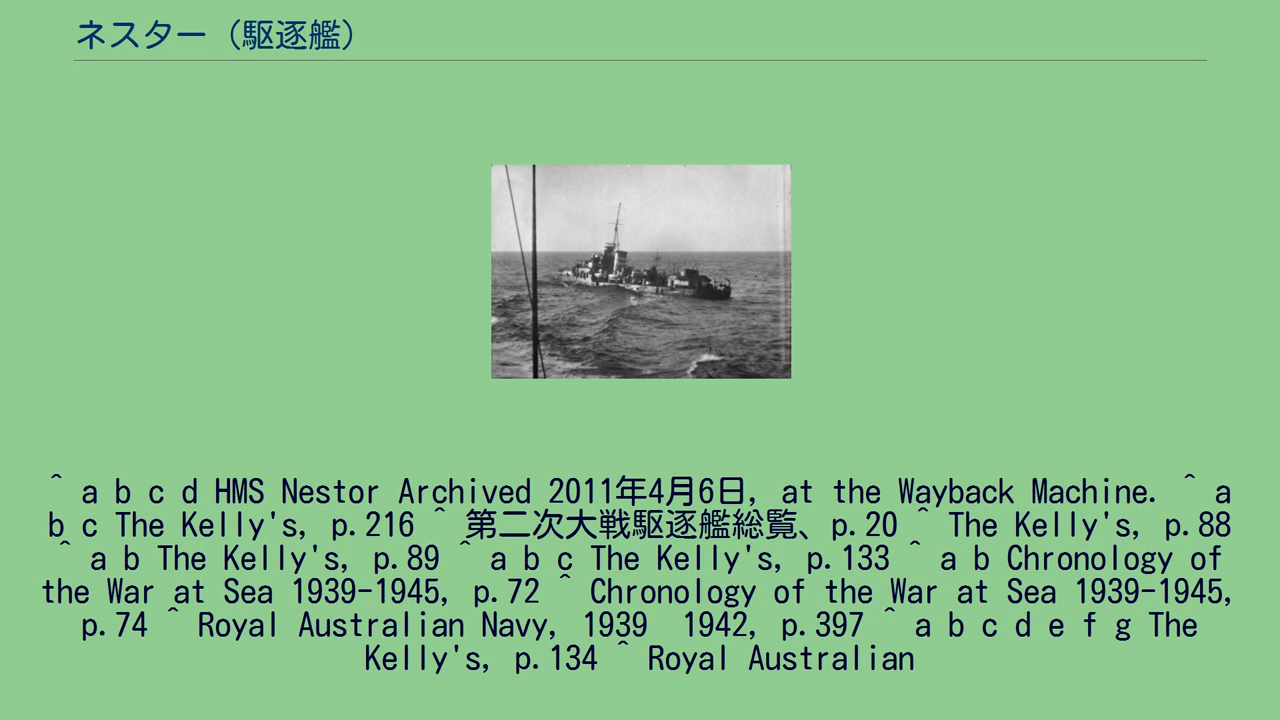 ネスター（駆逐艦）
^ a b c d HMS Nestor Archived 2011年4月6日, at the Wayback Machine. ^ a
b c The Kelly's, p.216 ^ 第二次大戦駆逐艦総覧、p.20 ^ The Kelly's, p.88
^ a b The Kelly's, p.89 ^ a b c The Kelly's, p.133 ^ a b Chronology of
the War at Sea 1939-1945, p.72 ^ Chronology of the War at Sea 1939-1945,
p.74 ^ Royal Australian Navy, 1939 1942, p.397 ^ a b c d e f g The
Kelly's, p.134 ^ Royal Australian